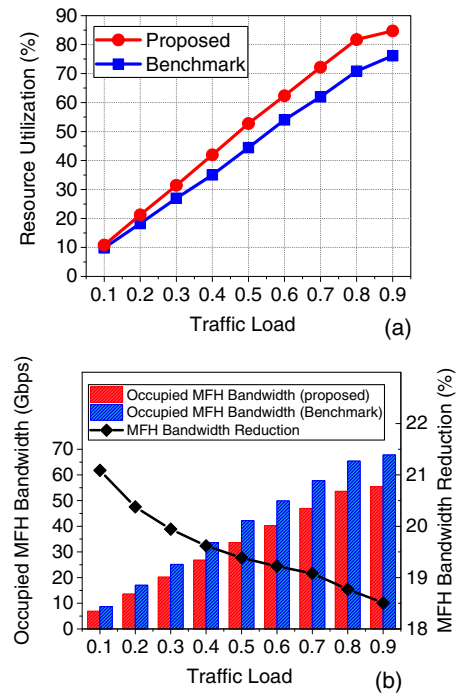 90
80
70
60
50
40
30
20
10
0
Resource Utilization (%)
Proposed
Benchmark
0.1 0.2 0.3 0.4 0.5 0.6 0.7 0.8 0.9
Traffic Load
(a)
Occupied MFH Bandwidth (proposed)
Occupied MFH Bandwidth (Benchmark)
MFH Bandwidth Reduction
Occupied MFH Bandwidth (Gbps)
70
60
50
40
30
20
10
0
22
21
20
19
18
MFH Bandwidth Reduction (%)
0.1 0.2 0.3 0.4 0.5 0.6 0.7 0.8 0.9
Traffic Load
(b)